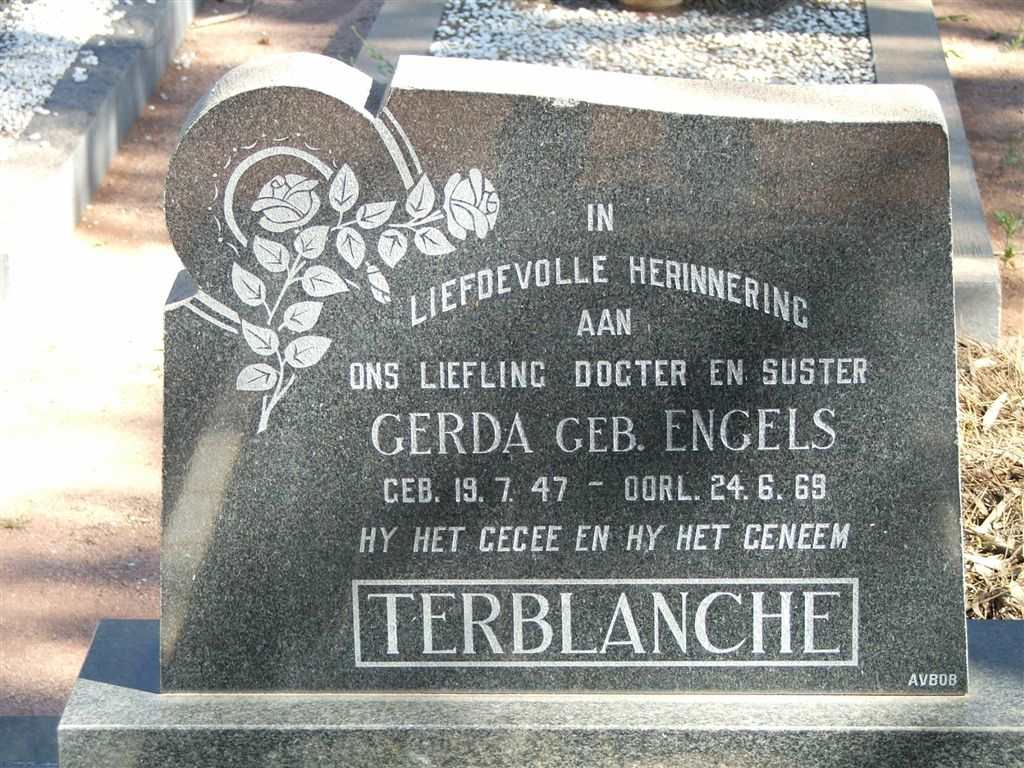 IN
LIEFDEVOLLE HERINNERING
AAN
ONS LIEFLING DOGTER EN SUSTER
GERDA GEB. ENGELS
GEB. 19. 7. 47 - OORL. 24. 6. 69
HY HET GEGEE EN HY HET GENEEM
TERBLANCHE
AVBOB